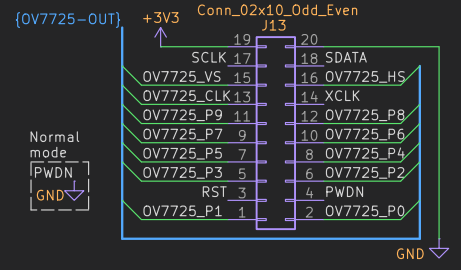 Conn_02x10_Odd_Even
{OV7725-OUT} +3V3 J13
19 20
SCLK 17 18 SDATA
OV7725_VS 15 16 OV7725_HS
OV7725_CLK 13 14 XCLK
OV7725_P9 11 12 OV7725_P8
OV7725_P7 9 10 OV7725_P6
OV7725_P5 7 8 OV7725_P4
OV7725_P3 5 6 OV7725_P2
RST 3 4 PWDN
OV7725_P1 1 2 OV7725_P0
Normal
mode
PWDN
GND
GND